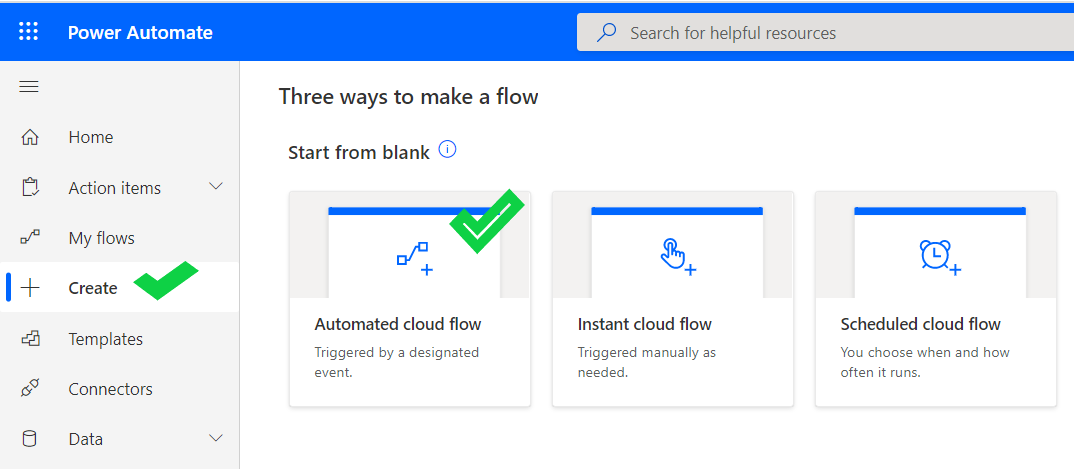 Power Automate
Search for helpful resources
Home
Action items
My flows
Create
Templates
Connectors
Data
Three ways to make a flow
Start from blank
Automated cloud flow
Triggered by a designated
event.
Instant cloud flow
Triggered manually as
needed.
Scheduled cloud flow
You choose when and how
often it runs.